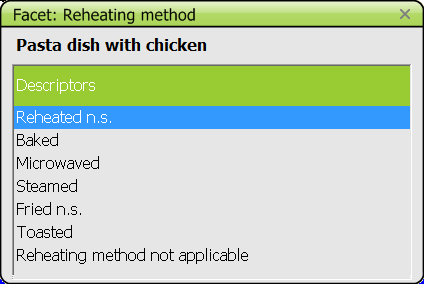 Facet: Reheating method
Pasta dish with chicken
Descriptors
Reheated n.s.
Baked
Microwaved
Steamed
Fried n.s.
Toasted
Reheating method not applicable